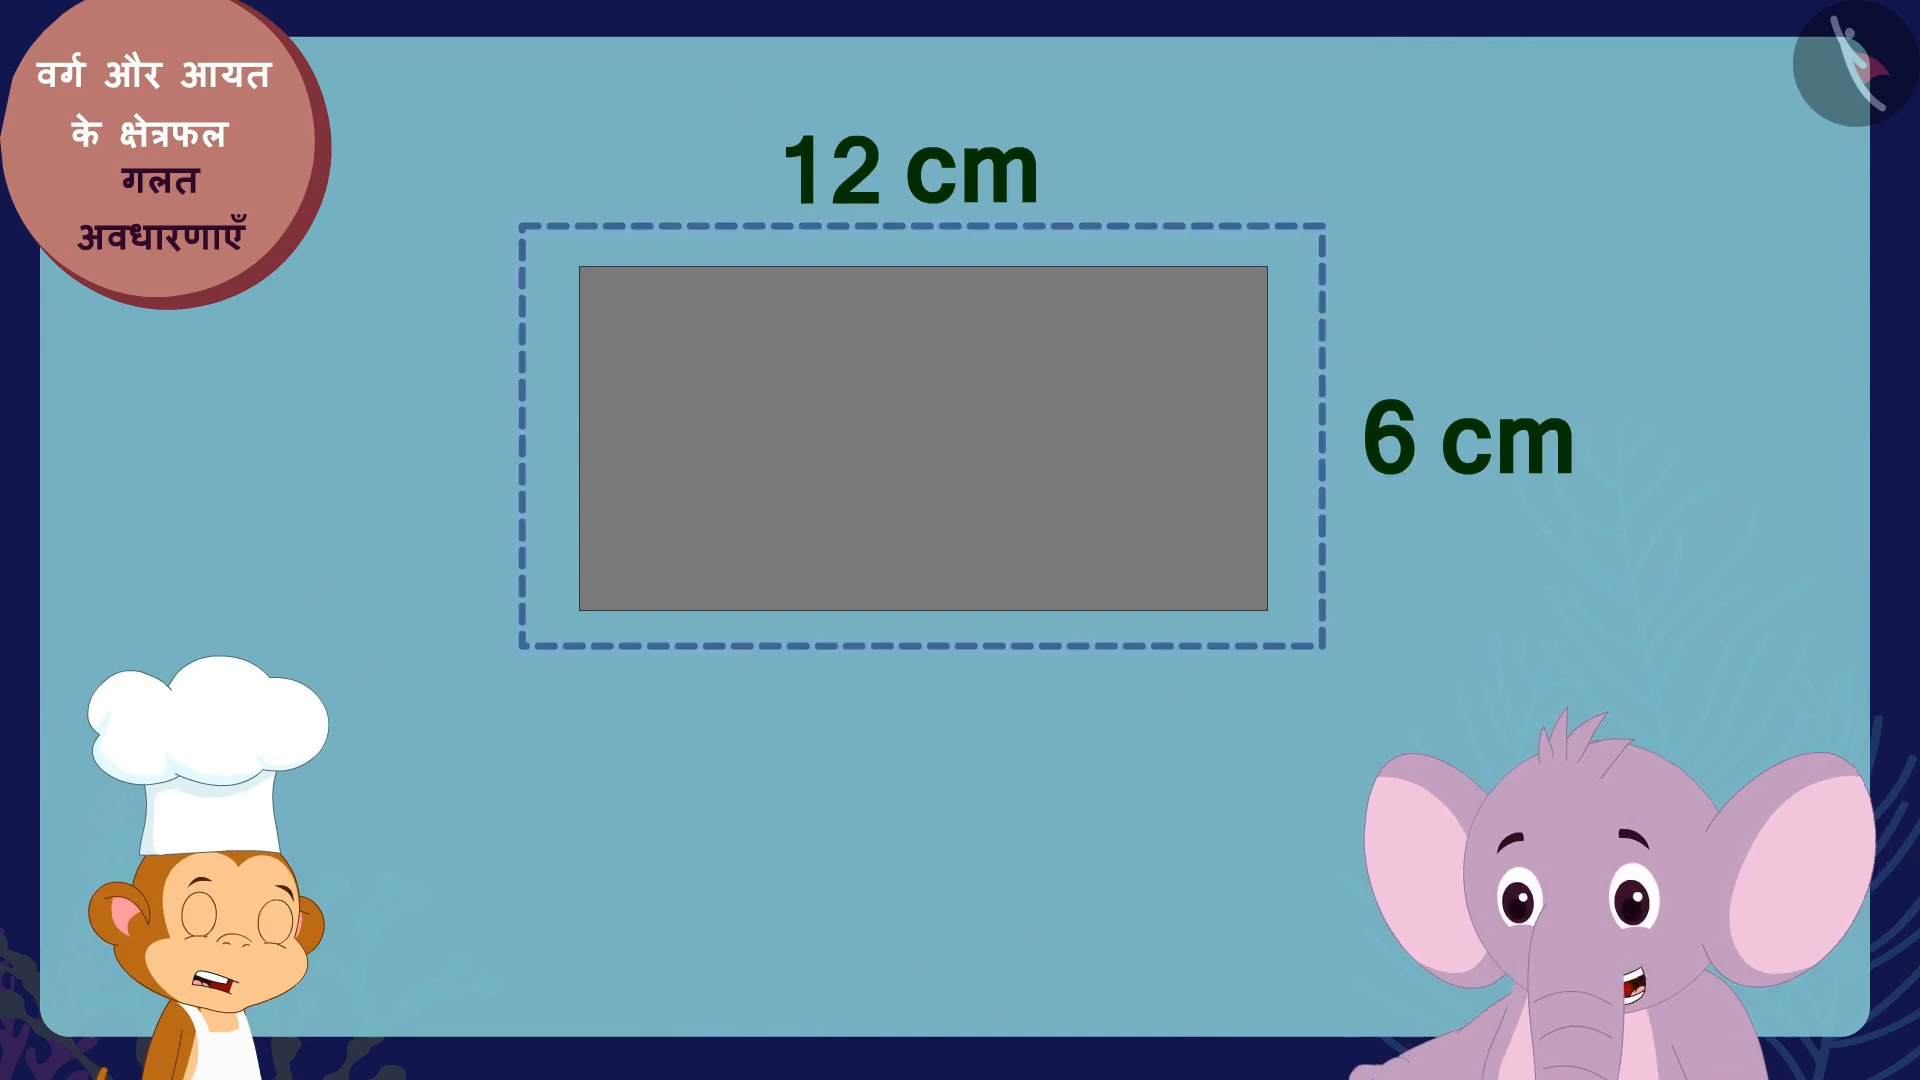 वर्ग और आयत
के क्षेत्रफल
गलत
अवधारणाएँ
12 cm
6 cm